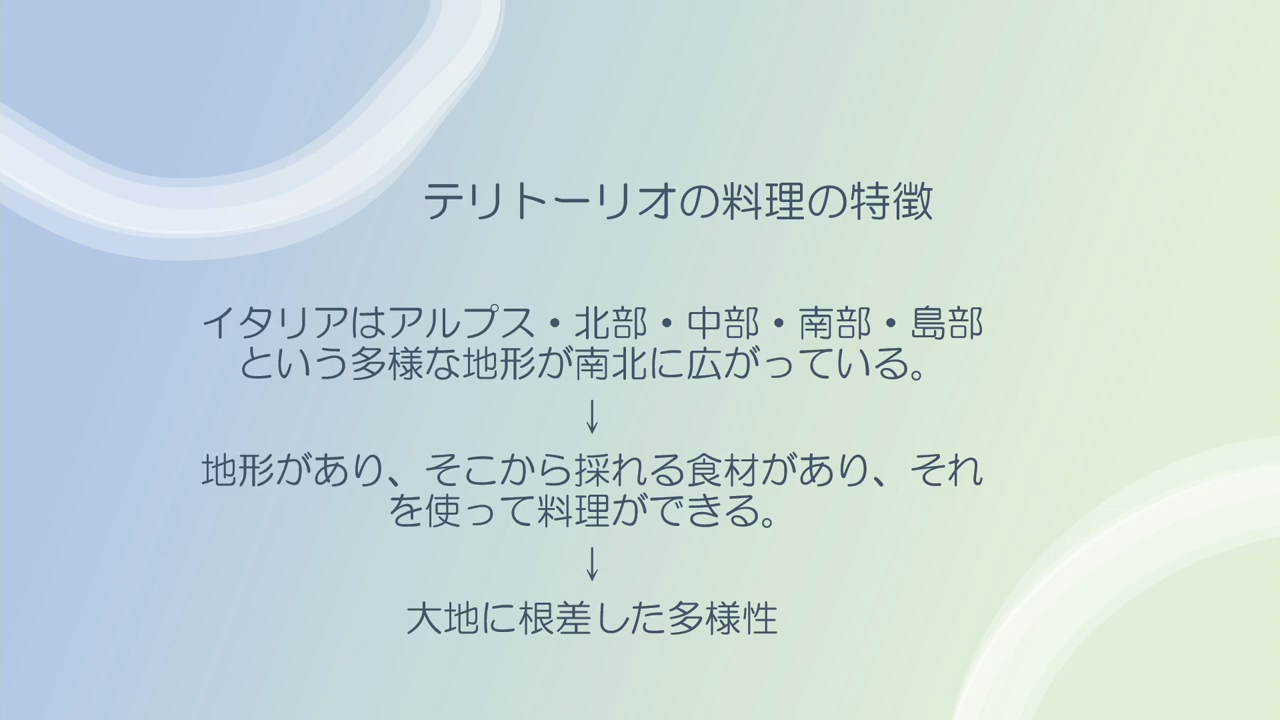 テリトーリオの料理の特徴
イタリアはアルプス・北部・中部・南部・島部
という多様な地形が南北に広がっている。
↓
地形があり、そこから採れる食材があり、それ
を使って料理ができる。
↓
大地に根差した多様性